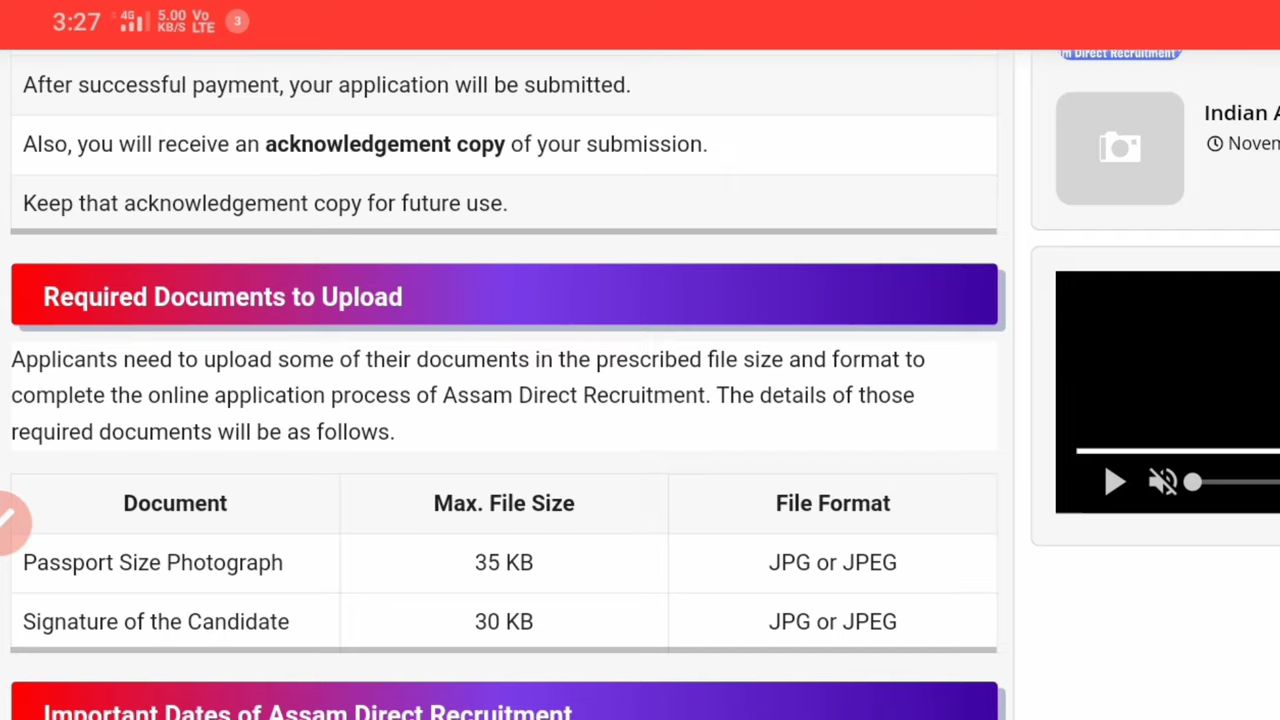 3:27 4G 5.00 KB/S Vo LTE 3
m Direct Recruitment
After successful payment, your application will be submitted.
Also, you will receive an acknowledgement copy of your submission.
Keep that acknowledgement copy for future use.
Indian A
Novem
Required Documents to Upload
Applicants need to upload some of their documents in the prescribed file size and format to
complete the online application process of Assam Direct Recruitment. The details of those
required documents will be as follows.
Document Max. File Size File Format
Passport Size Photograph 35 KB JPG or JPEG
Signature of the Candidate 30 KB JPG or JPEG
Important Dates of Assam Direct Recruitment